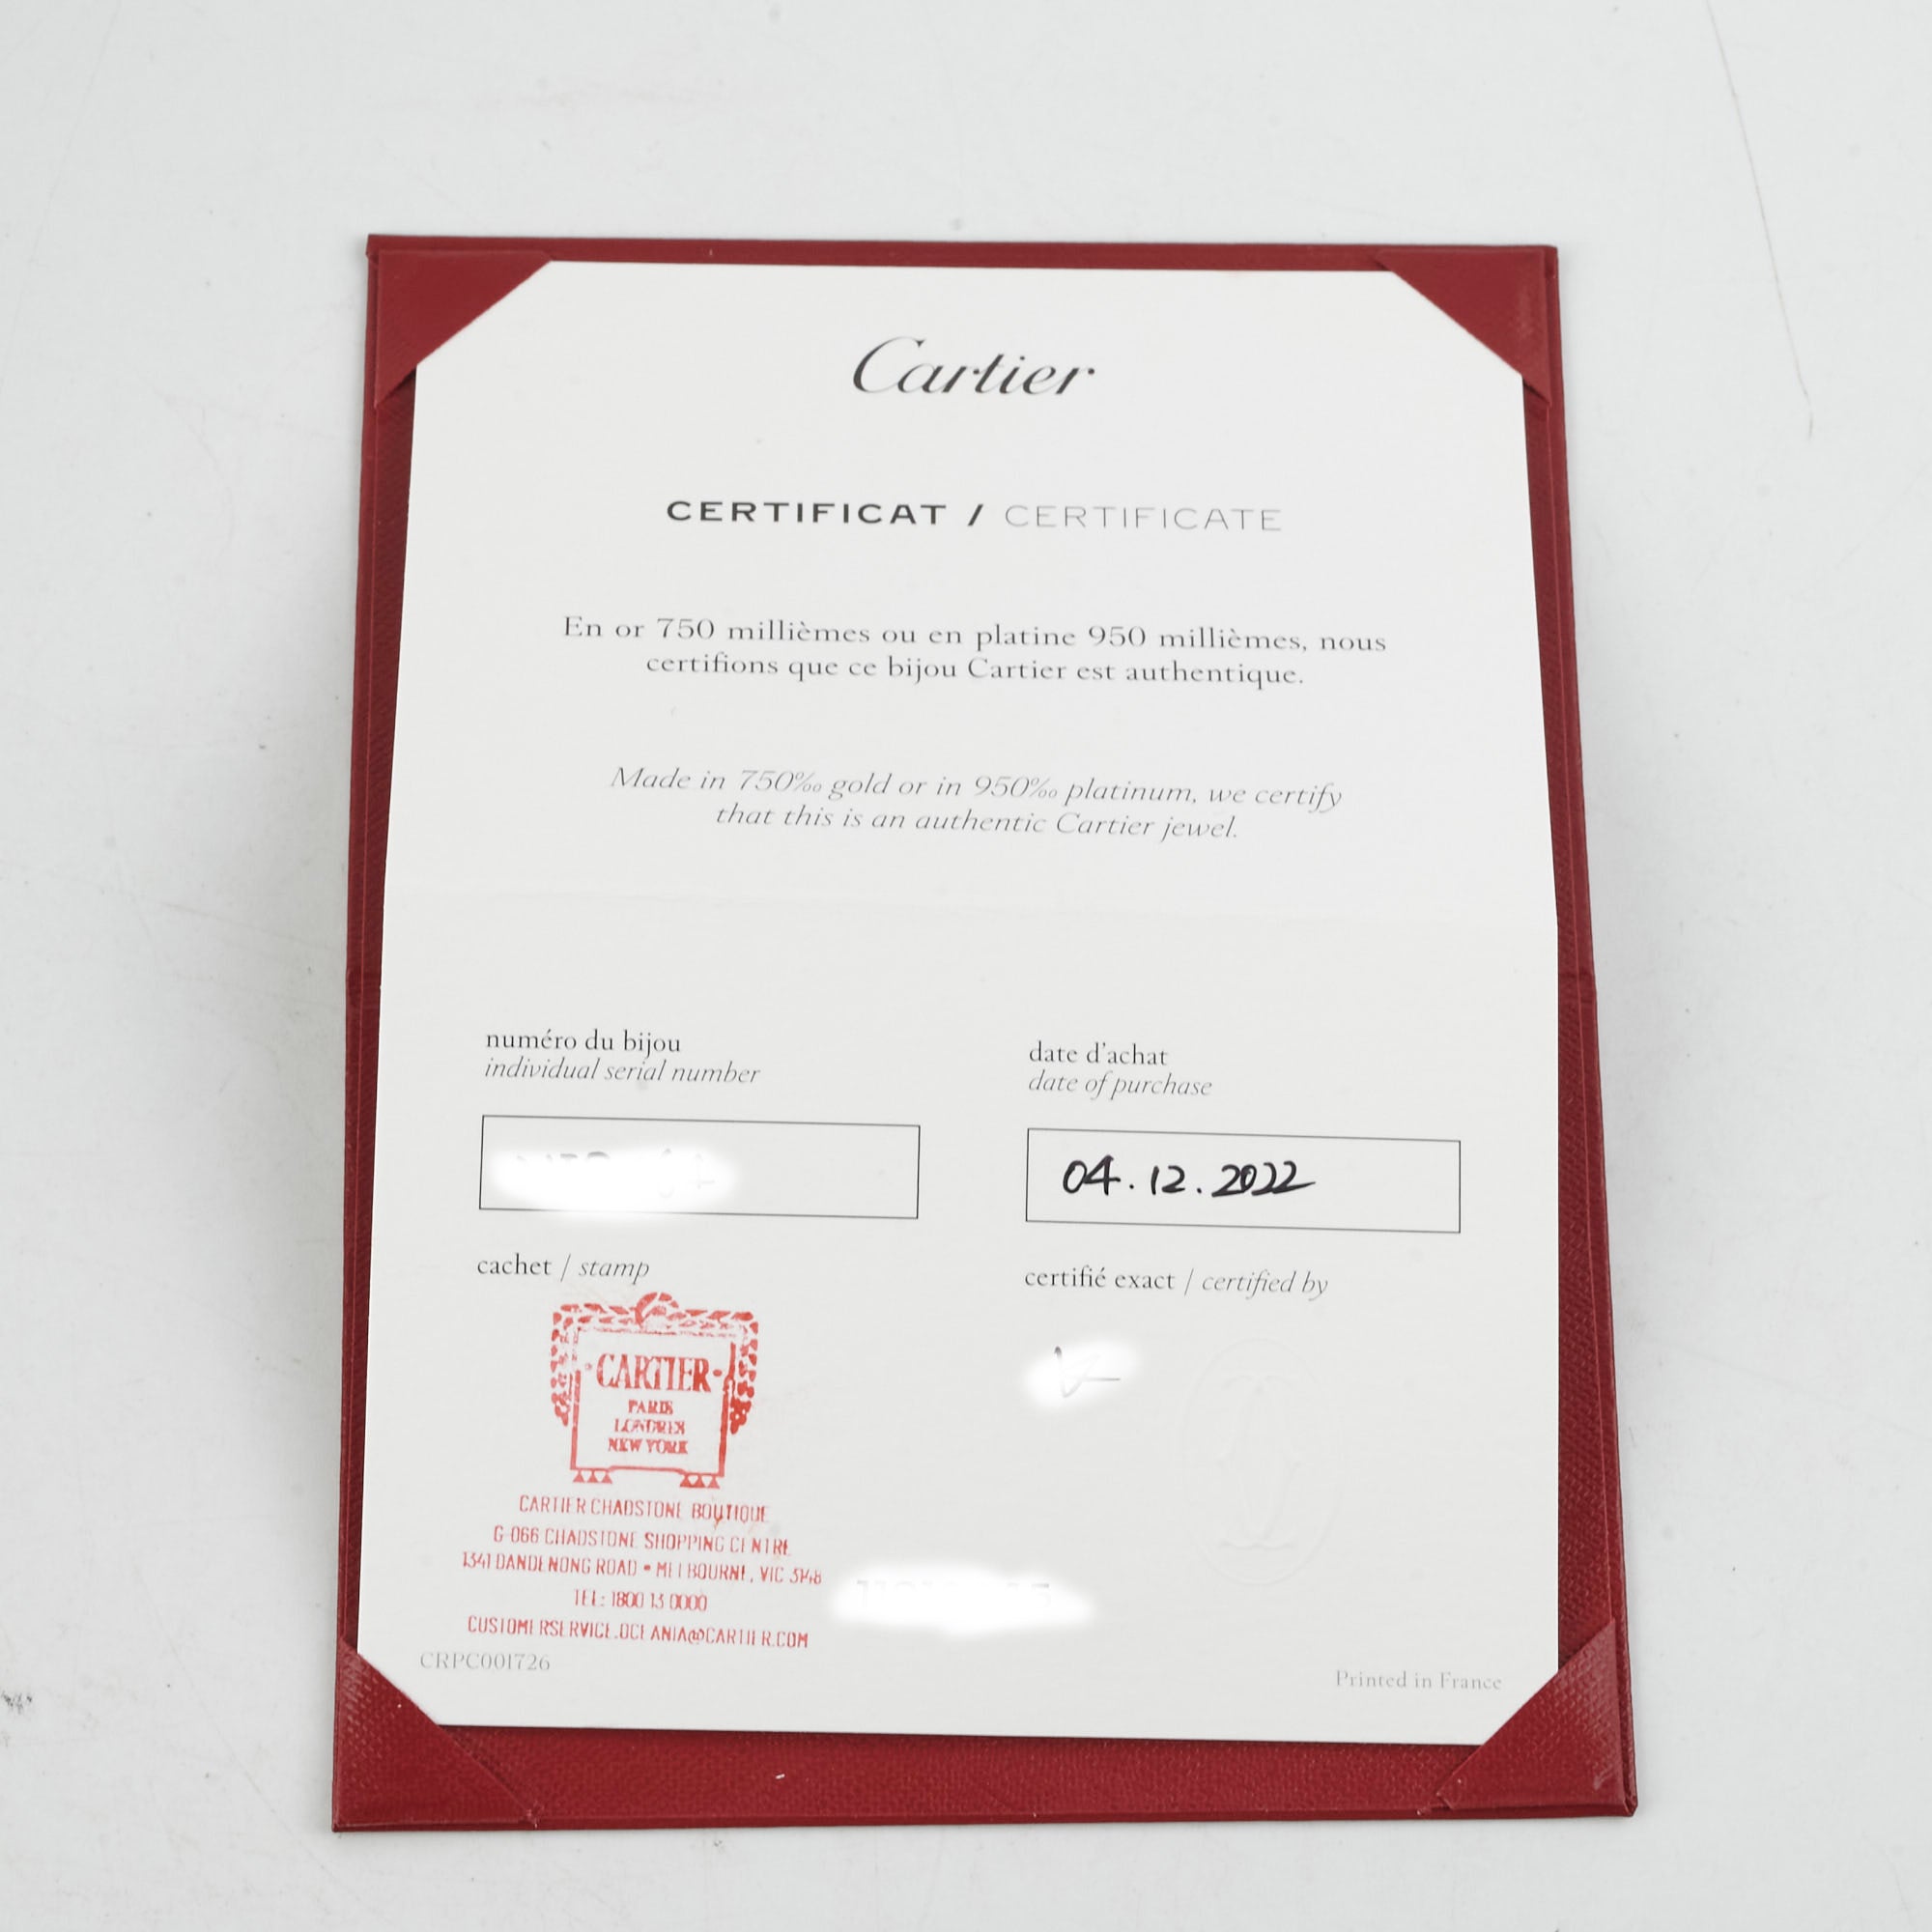 Cartier
CERTIFICAT / CERTIFICATE
En or 750 millièmes ou en platine 950 millièmes, nous
certifions que ce bijou Cartier est authentique.
Made in 750‰ gold or in 950‰ platinum, we certify
that this is an authentic Cartier jewel.
numéro du bijou
individual serial number
date d'achat
date of purchase
04.12.2022
cachet / stamp
certifié exact / certified by
CARTIER
PARIS
LONDRES
NEW YORK
CARTIER CHADSTONE BOUTIQUE
G-066 CHADSTONE SHOPPING CENTRE
1341 DANDENONG ROAD • MELBOURNE, VIC 3148
TEL: 1800 13 0000
CUSTOMERSERVICE.OCEANIA@CARTIER.COM
CRPC001726
Printed in France